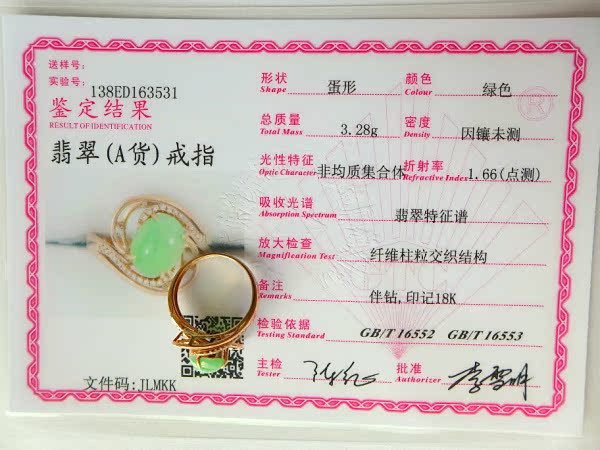 送样号:
实验号: 138ED163531
鉴定结果
RESULT OF IDENTIFICATION
翡翠(A货)戒指
文件码: JLMKK
形状 蛋形 颜色 绿色
Shape Colour
总质量 3.28g 密度 因镶未测
Total Mass Density
光性特征 非均质集合体 折射率 1.66(点测)
Optic Character Refractive Index
吸收光谱 翡翠特征谱
Absorption Spectrum
放大检查 纤维柱粒交织结构
Magnification Test
备注 伴钻,印记18K
Remarks
检验依据 GB/T 16552 GB/T 16553
Testing Standard
主检 批准
Tester Authorizer